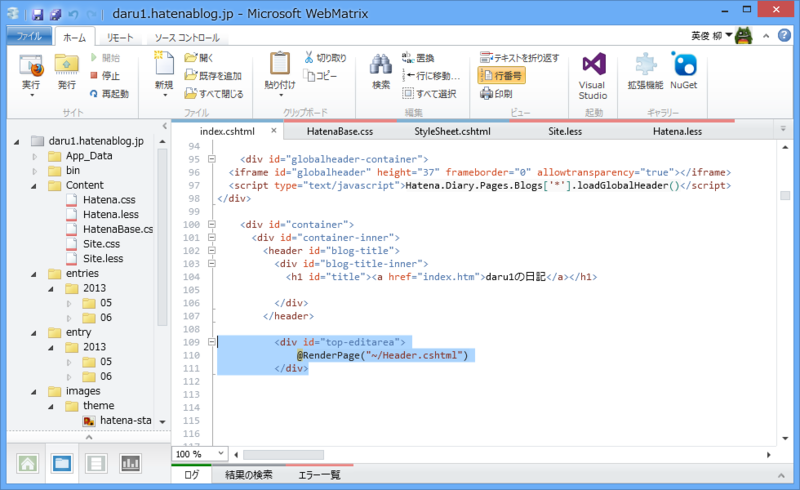 daru1.hatenablog.jp - Microsoft WebMatrix
ファイル ホーム リモート ソース コントロール 英俊 柳
実行 発行 開始 停止 再起動 サイト
新規 開く 既存を追加 すべて閉じる ファイル
貼り付け 切り取り コピー クリップボード
検索 置換 行に移動... すべて選択 編集
テキストを折り返す 行番号 印刷 ビュー
Visual Studio 起動
拡張機能 NuGet ギャラリー
daru1.hatenablog.jp
App_Data
bin
Content
Hatena.css
Hatena.less
HatenaBase.cs
Site.css
Site.less
entries
2013
05
06
entry
2013
05
06
images
theme
hatena-sta
index.cshtml × HatenaBase.css StyleSheet.cshtml Site.less Hatena.less
94
95 <div id="globalheader-container">
96 <iframe id="globalheader" height="37" frameborder="0" allowtransparency="true"></iframe>
97 <script type="text/javascript">Hatena.Diary.Pages.Blogs['*'].loadGlobalHeader()</script>
98 </div>
99
100 <div id="container">
101 <div id="container-inner">
102 <header id="blog-title">
103 <div id="blog-title-inner">
104 <h1 id="title"><a href="index.htm">daru1の日記</a></h1>
105
106 </div>
107 </header>
108
109 <div id="top-editarea">
110 @RenderPage("~/Header.cshtml")
111 </div>
112
113
114
115
116
117
100 %
ログ 結果の検索 エラー一覧